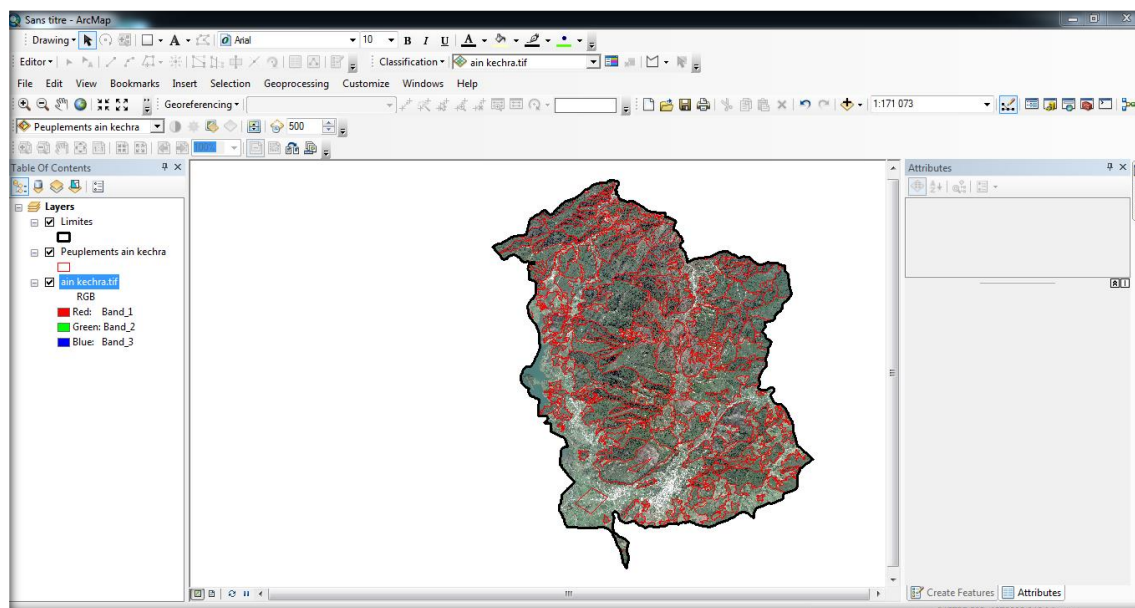 Sans titre - ArcMap
Drawing A Arial 10 B I U A
Editor Classification ain kechra.tif
File Edit View Bookmarks Insert Selection Geoprocessing Customize Windows Help
Georeferencing 1:171 073
Peuplements ain kechra 500
100%
Table Of Contents
Layers
Limites
Peuplements ain kechra
ain kechra.tif
RGB
Red: Band_1
Green: Band_2
Blue: Band_3
Attributes
Create Features Attributes